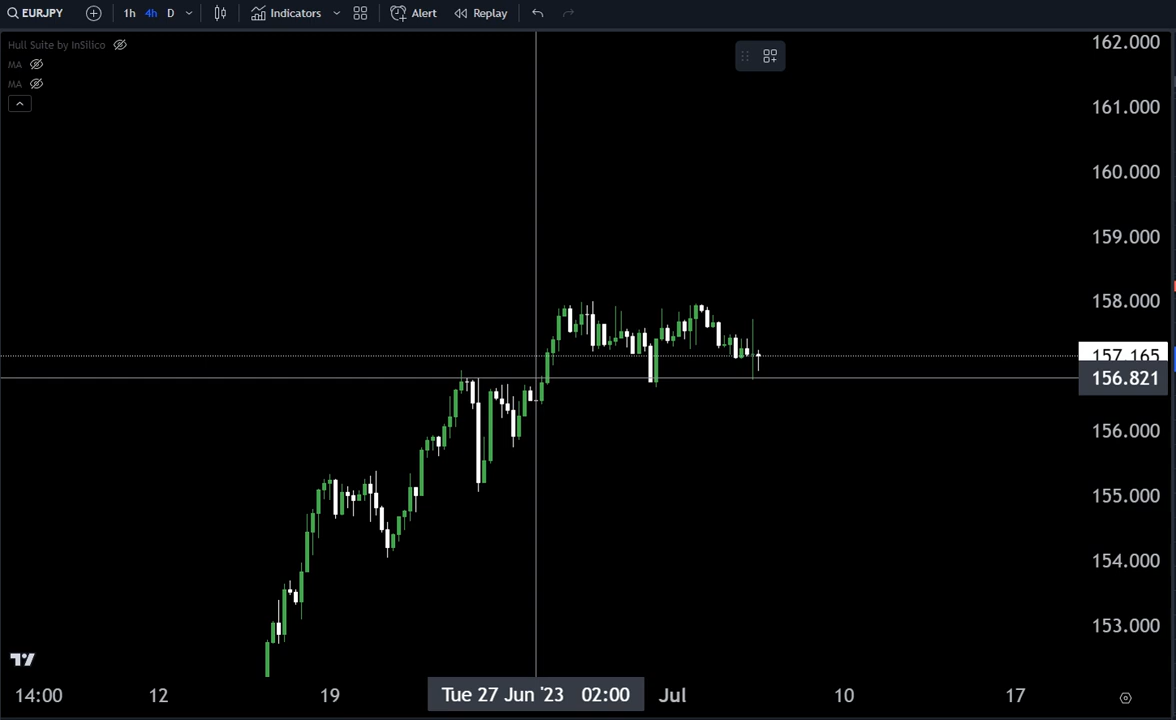 EURJPY 1h 4h D Indicators Alert Replay
Hull Suite by InSilico
MA
MA
162.000
161.000
160.000
159.000
158.000
157.165
156.821
156.000
155.000
154.000
153.000
14:00 12 19 Tue 27 Jun '23 02:00 Jul 10 17